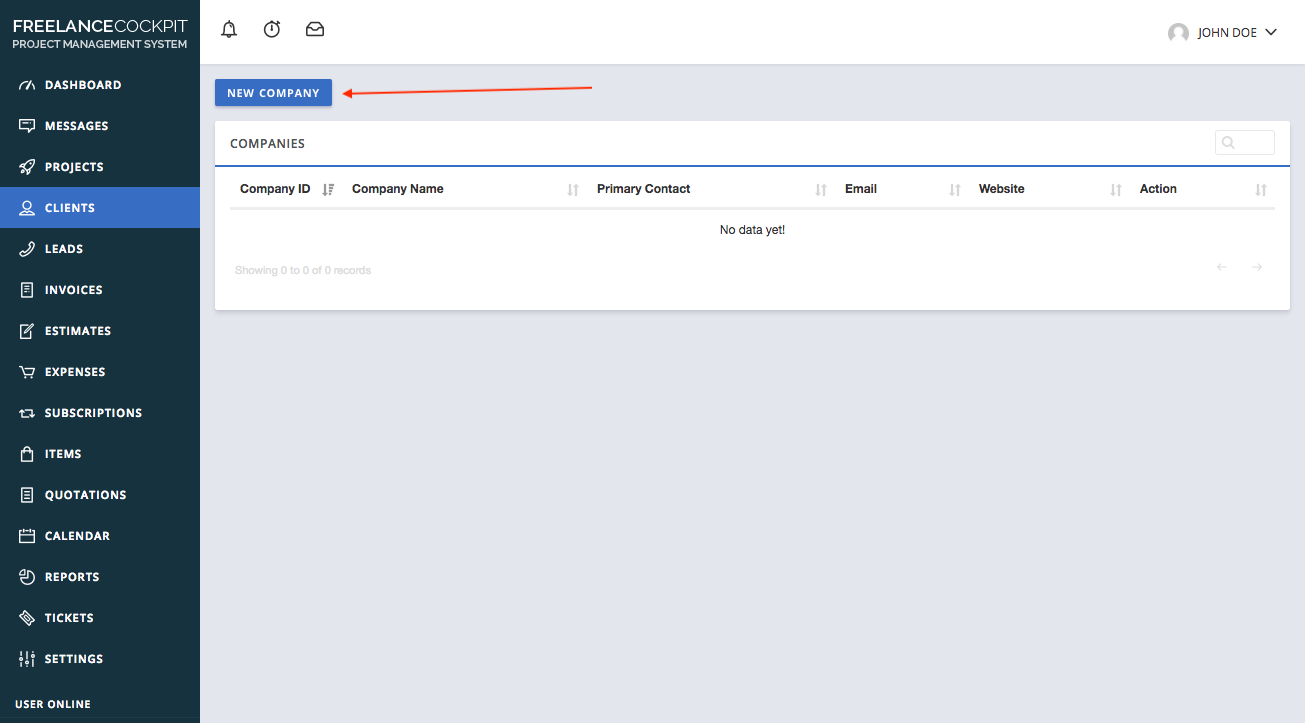 FREELANCECOCKPIT
PROJECT MANAGEMENT SYSTEM
DASHBOARD
MESSAGES
PROJECTS
CLIENTS
LEADS
INVOICES
ESTIMATES
EXPENSES
SUBSCRIPTIONS
ITEMS
QUOTATIONS
CALENDAR
REPORTS
TICKETS
SETTINGS
USER ONLINE
JOHN DOE
NEW COMPANY
COMPANIES
Company ID Company Name Primary Contact Email Website Action
No data yet!
Showing 0 to 0 of 0 records